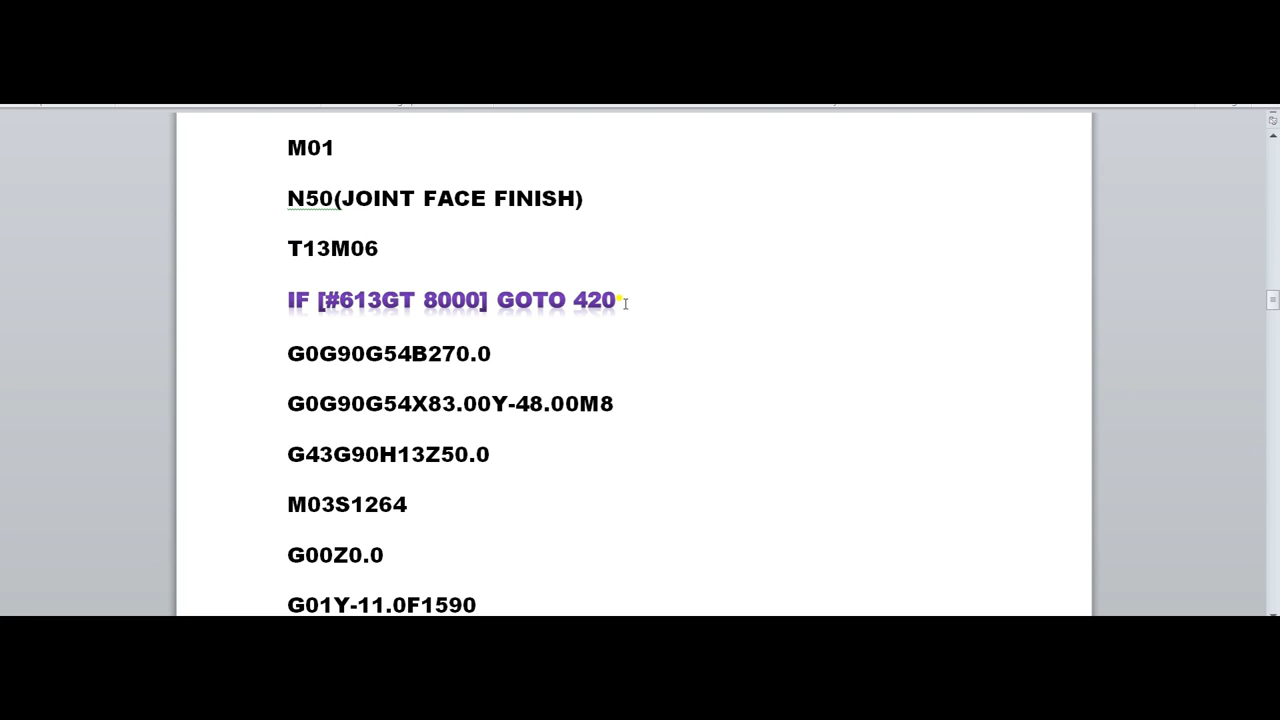 M01
N50(JOINT FACE FINISH)
T13M06
IF [#613GT 8000] GOTO 420
G0G90G54B270.0
G0G90G54X83.00Y-48.00M8
G43G90H13Z50.0
M03S1264
G00Z0.0
G01Y-11.0F1590